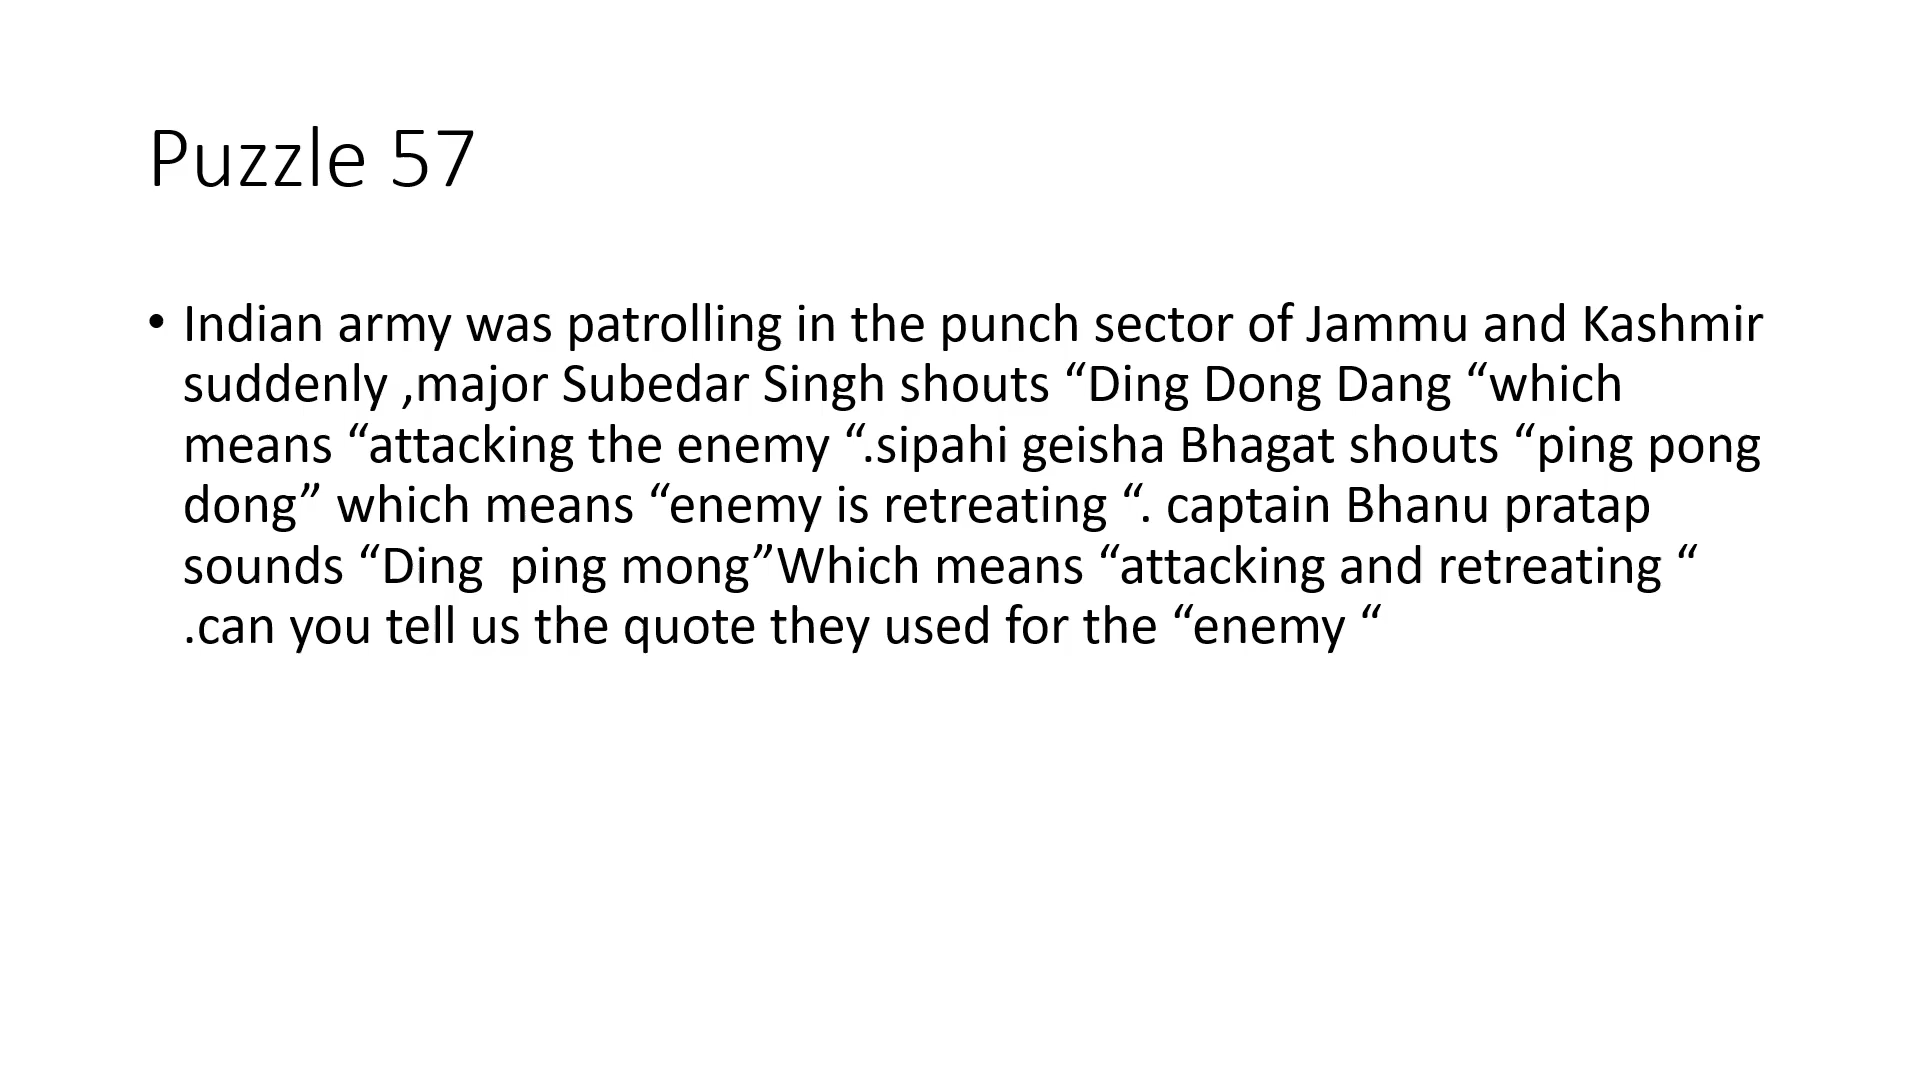 Puzzle 57
• Indian army was patrolling in the punch sector of Jammu and Kashmir
suddenly ,major Subedar Singh shouts “Ding Dong Dang “which
means “attacking the enemy “.sipahi geisha Bhagat shouts “ping pong
dong” which means “enemy is retreating “. captain Bhanu pratap
sounds “Ding  ping mong”Which means “attacking and retreating “
.can you tell us the quote they used for the “enemy “